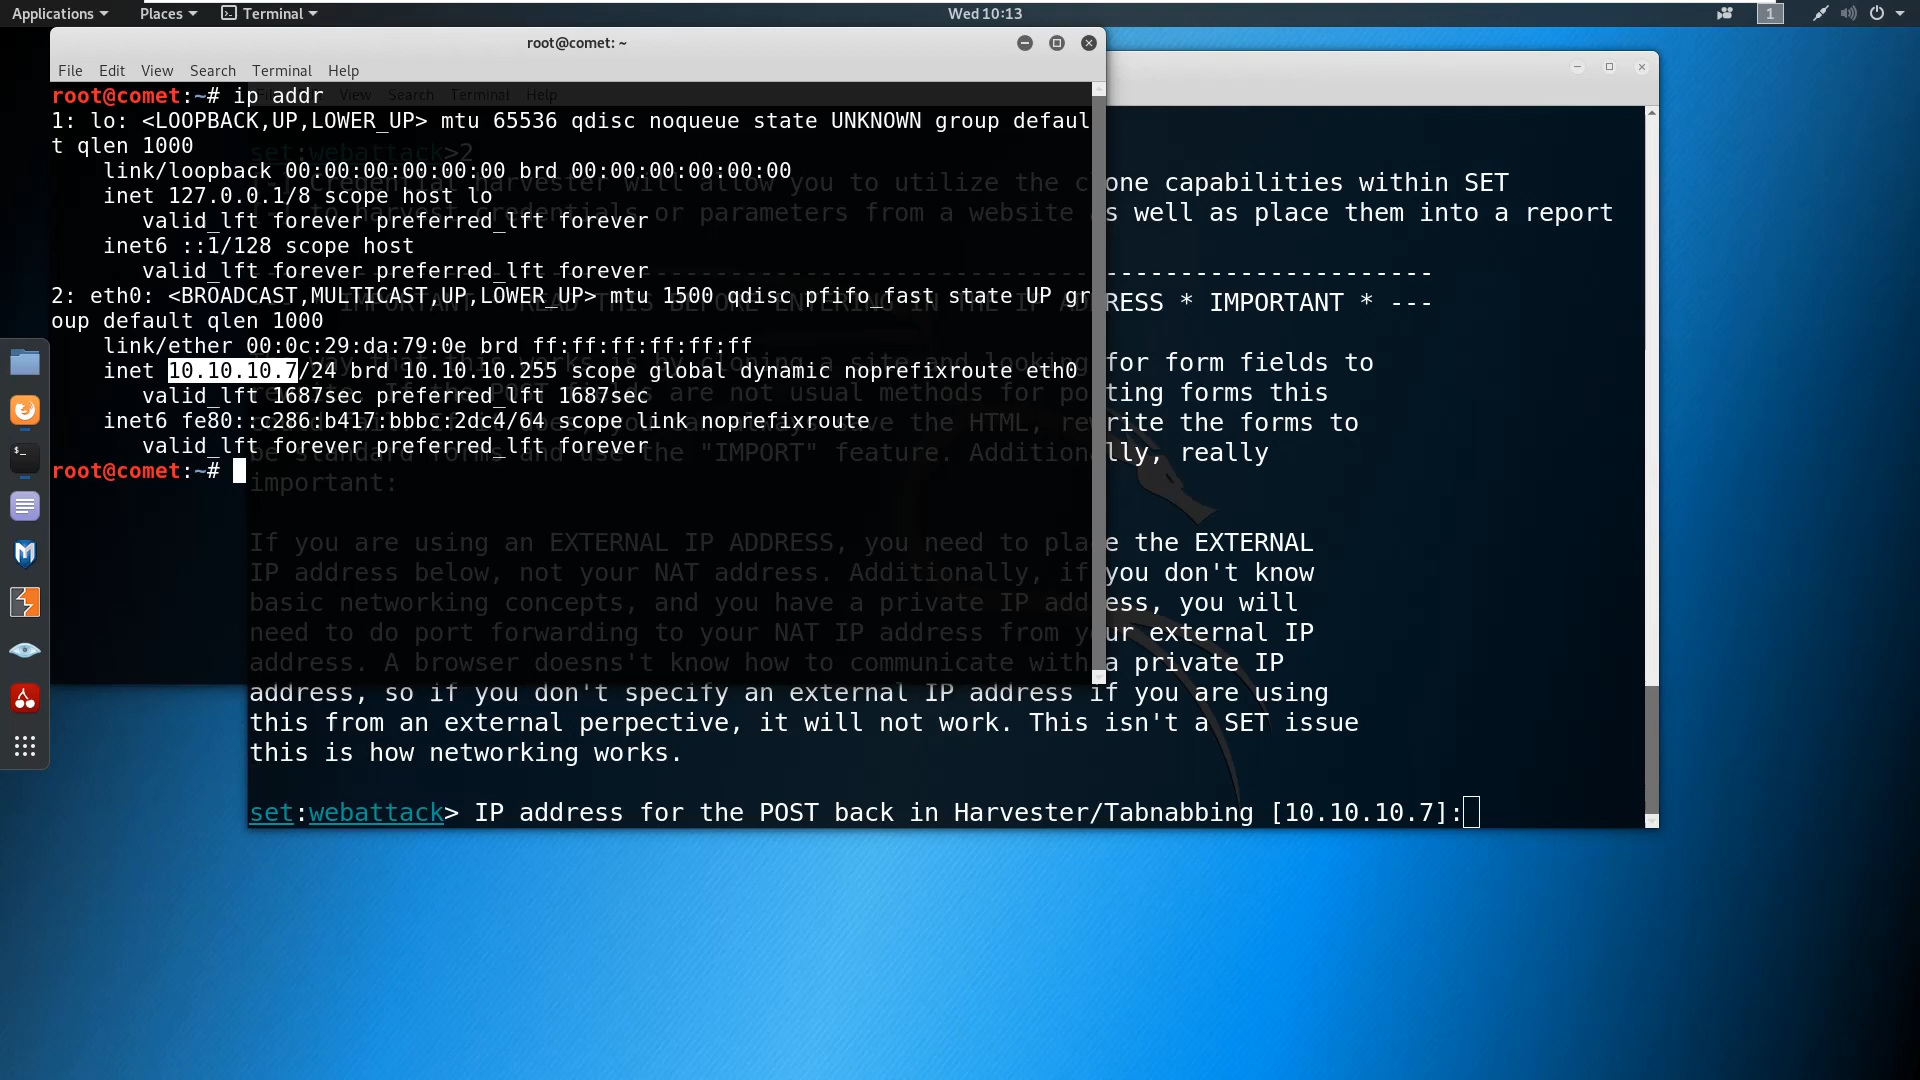 Applications Places Terminal Wed 10:13 1
root@comet: ~
File Edit View Search Terminal Help
root@comet:~# ip addr
1: lo: <LOOPBACK,UP,LOWER_UP> mtu 65536 qdisc noqueue state UNKNOWN group defaul
t qlen 1000
link/loopback 00:00:00:00:00:00 brd 00:00:00:00:00:00
inet 127.0.0.1/8 scope host lo
valid_lft forever preferred_lft forever
inet6 ::1/128 scope host
valid_lft forever preferred_lft forever
2: eth0: <BROADCAST,MULTICAST,UP,LOWER_UP> mtu 1500 qdisc pfifo_fast state UP gr
oup default qlen 1000
link/ether 00:0c:29:da:79:0e brd ff:ff:ff:ff:ff:ff
inet 10.10.10.7/24 brd 10.10.10.255 scope global dynamic noprefixroute eth0
valid_lft 1687sec preferred_lft 1687sec
inet6 fe80::c286:b417:bbbc:2dc4/64 scope link noprefixroute
valid_lft forever preferred_lft forever
root@comet:~#
View Search Terminal Help
set:webattack>2
Credential harvester will allow you to utilize the clone capabilities within SET
to harvest credentials or parameters from a website as well as place them into a report
--- * IMPORTANT * READ THIS BEFORE ENTERING IN THE IP ADDRESS * IMPORTANT * ---
way that this works is by cloning a site and looking for form fields to
If the POST fields are not usual methods for posting forms this
save the HTML, rewrite the forms to
be standard forms and use the "IMPORT" feature. Additionally, really
important:
If you are using an EXTERNAL IP ADDRESS, you need to place the EXTERNAL
IP address below, not your NAT address. Additionally, if you don't know
basic networking concepts, and you have a private IP address, you will
need to do port forwarding to your NAT IP address from your external IP
address. A browser doesns't know how to communicate with a private IP
address, so if you don't specify an external IP address if you are using
this from an external perpective, it will not work. This isn't a SET issue
this is how networking works.
set:webattack> IP address for the POST back in Harvester/Tabnabbing [10.10.10.7]: